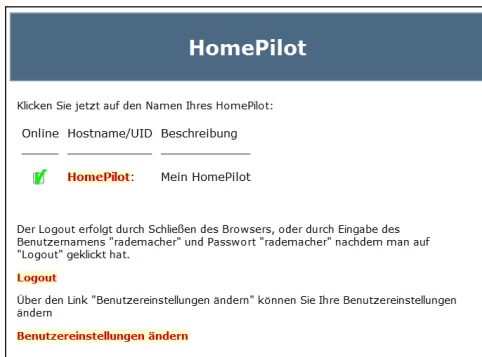 HomePilot
Klicken Sie jetzt auf den Namen Ihres HomePilot:
Online Hostname/UID Beschreibung
HomePilot: Mein HomePilot
Der Logout erfolgt durch Schließen des Browsers, oder durch Eingabe des
Benutzernamens "rademacher" und Passwort "rademacher" nachdem man auf
"Logout" geklickt hat.
Logout
Über den Link "Benutzereinstellungen ändern" können Sie Ihre Benutzereinstellungen
ändern
Benutzereinstellungen ändern